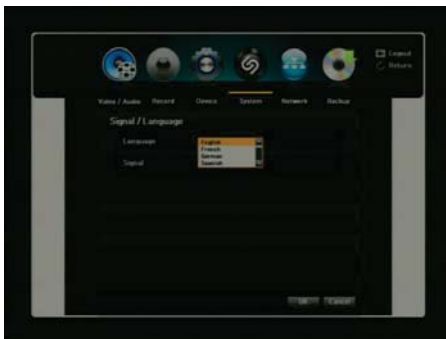 Logout
Return
Video / Audio Record Device System Network Backup
Signal / Language
Language
English
French
German
Spanish
Signal
OK Cancel